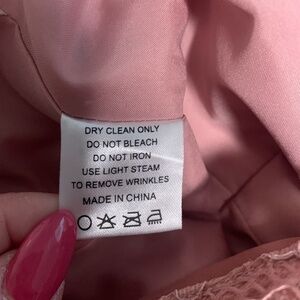 DRY CLEAN ONLY
DO NOT BLEACH
DO NOT IRON
USE LIGHT STEAM
TO REMOVE WRINKLES
MADE IN CHINA